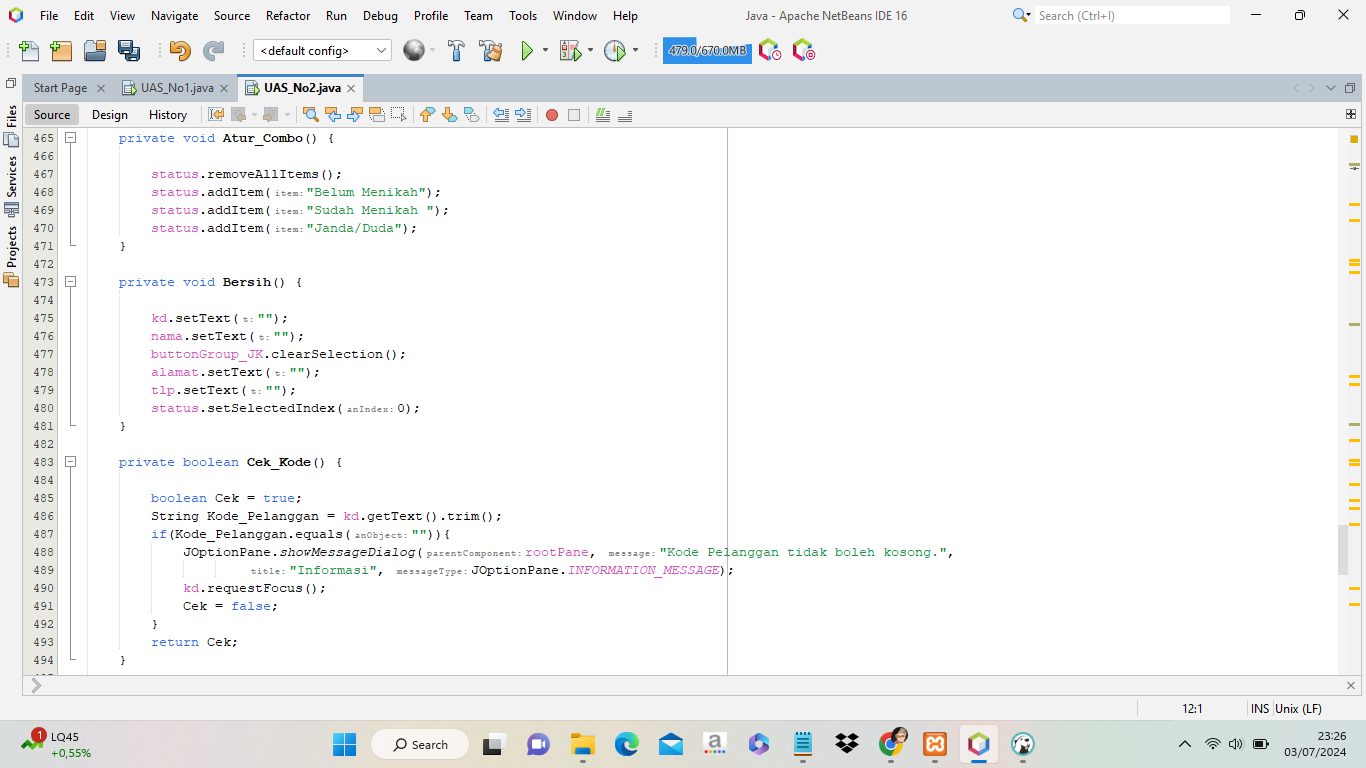 File Edit View Navigate Source Refactor Run Debug Profile Team Tools Window Help
Java - Apache NetBeans IDE 16
Search (Ctrl+I)
<default config>
479.0/670.0MB
Start Page
UAS_No1.java
UAS_No2.java
Source Design History
Files
Services
Projects
465 private void Atur_Combo() {
466
467 status.removeAllItems();
468 status.addItem(item:"Belum Menikah");
469 status.addItem(item:"Sudah Menikah ");
470 status.addItem(item:"Janda/Duda");
471 }
472
473 private void Bersih() {
474
475 kd.setText(t:"");
476 nama.setText(t:"");
477 buttonGroup_JK.clearSelection();
478 alamat.setText(t:"");
479 tlp.setText(t:"");
480 status.setSelectedIndex(anIndex:0);
481 }
482
483 private boolean Cek_Kode() {
484
485 boolean Cek = true;
486 String Kode_Pelanggan = kd.getText().trim();
487 if(Kode_Pelanggan.equals(anObject:"")){
488 JOptionPane.showMessageDialog(parentComponent:rootPane, message:"Kode Pelanggan tidak boleh kosong.",
489 title:"Informasi", messageType:JOptionPane.INFORMATION_MESSAGE);
490 kd.requestFocus();
491 Cek = false;
492 }
493 return Cek;
494 }
12:1 INS Unix (LF)
1
LQ45
+0,55%
Search
a
23:26
03/07/2024